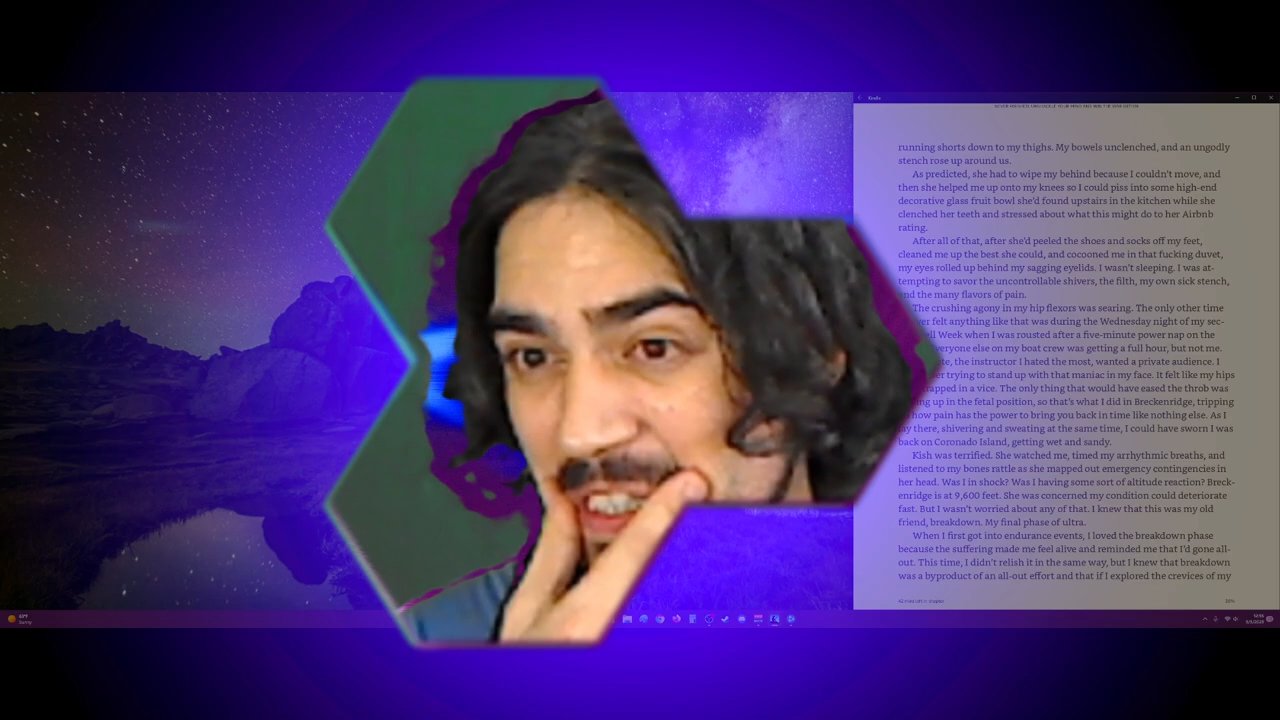 Kindle
running shorts down to my thighs. My bowels unclenched, and an ungodly
stench rose up around us.
As predicted, she had to wipe my behind because I couldn't move, and
then she helped me up onto my knees so I could piss into some high-end
decorative glass fruit bowl she'd found upstairs in the kitchen while she
clenched her teeth and stressed about what this might do to her Airbnb
rating.
After all of that, after she'd peeled the shoes and socks off my feet,
cleaned me up the best she could, and cocooned me in that fucking duvet,
my eyes rolled up behind my sagging eyelids. I wasn't sleeping. I was at-
tempting to savor the uncontrollable shivers, the filth, my own sick stench,
and the many flavors of pain.
The crushing agony in my hip flexors was searing. The only other time
felt anything like that was during the Wednesday night of my sec-
Week when I was rousted after a five-minute power nap on the
everyone else on my boat crew was getting a full hour, but not me.
the instructor I hated the most, wanted a private audience. I
trying to stand up with that maniac in my face. It felt like my hips
in a vice. The only thing that would have eased the throb was
up in the fetal position, so that's what I did in Breckenridge, tripping
how pain has the power to bring you back in time like nothing else. As I
lay there, shivering and sweating at the same time, I could have sworn I was
back on Coronado Island, getting wet and sandy.
Kish was terrified. She watched me, timed my arrhythmic breaths, and
listened to my bones rattle as she mapped out emergency contingencies in
her head. Was I in shock? Was I having some sort of altitude reaction? Breck-
enridge is at 9,600 feet. She was concerned my condition could deteriorate
fast. But I wasn't worried about any of that. I knew that this was my old
friend, breakdown. My final phase of ultra.
When I first got into endurance events, I loved the breakdown phase
because the suffering made me feel alive and reminded me that I'd gone all-
out. This time, I didn't relish it in the same way, but I knew that breakdown
was a byproduct of an all-out effort and that if I explored the crevices of my
Sunny